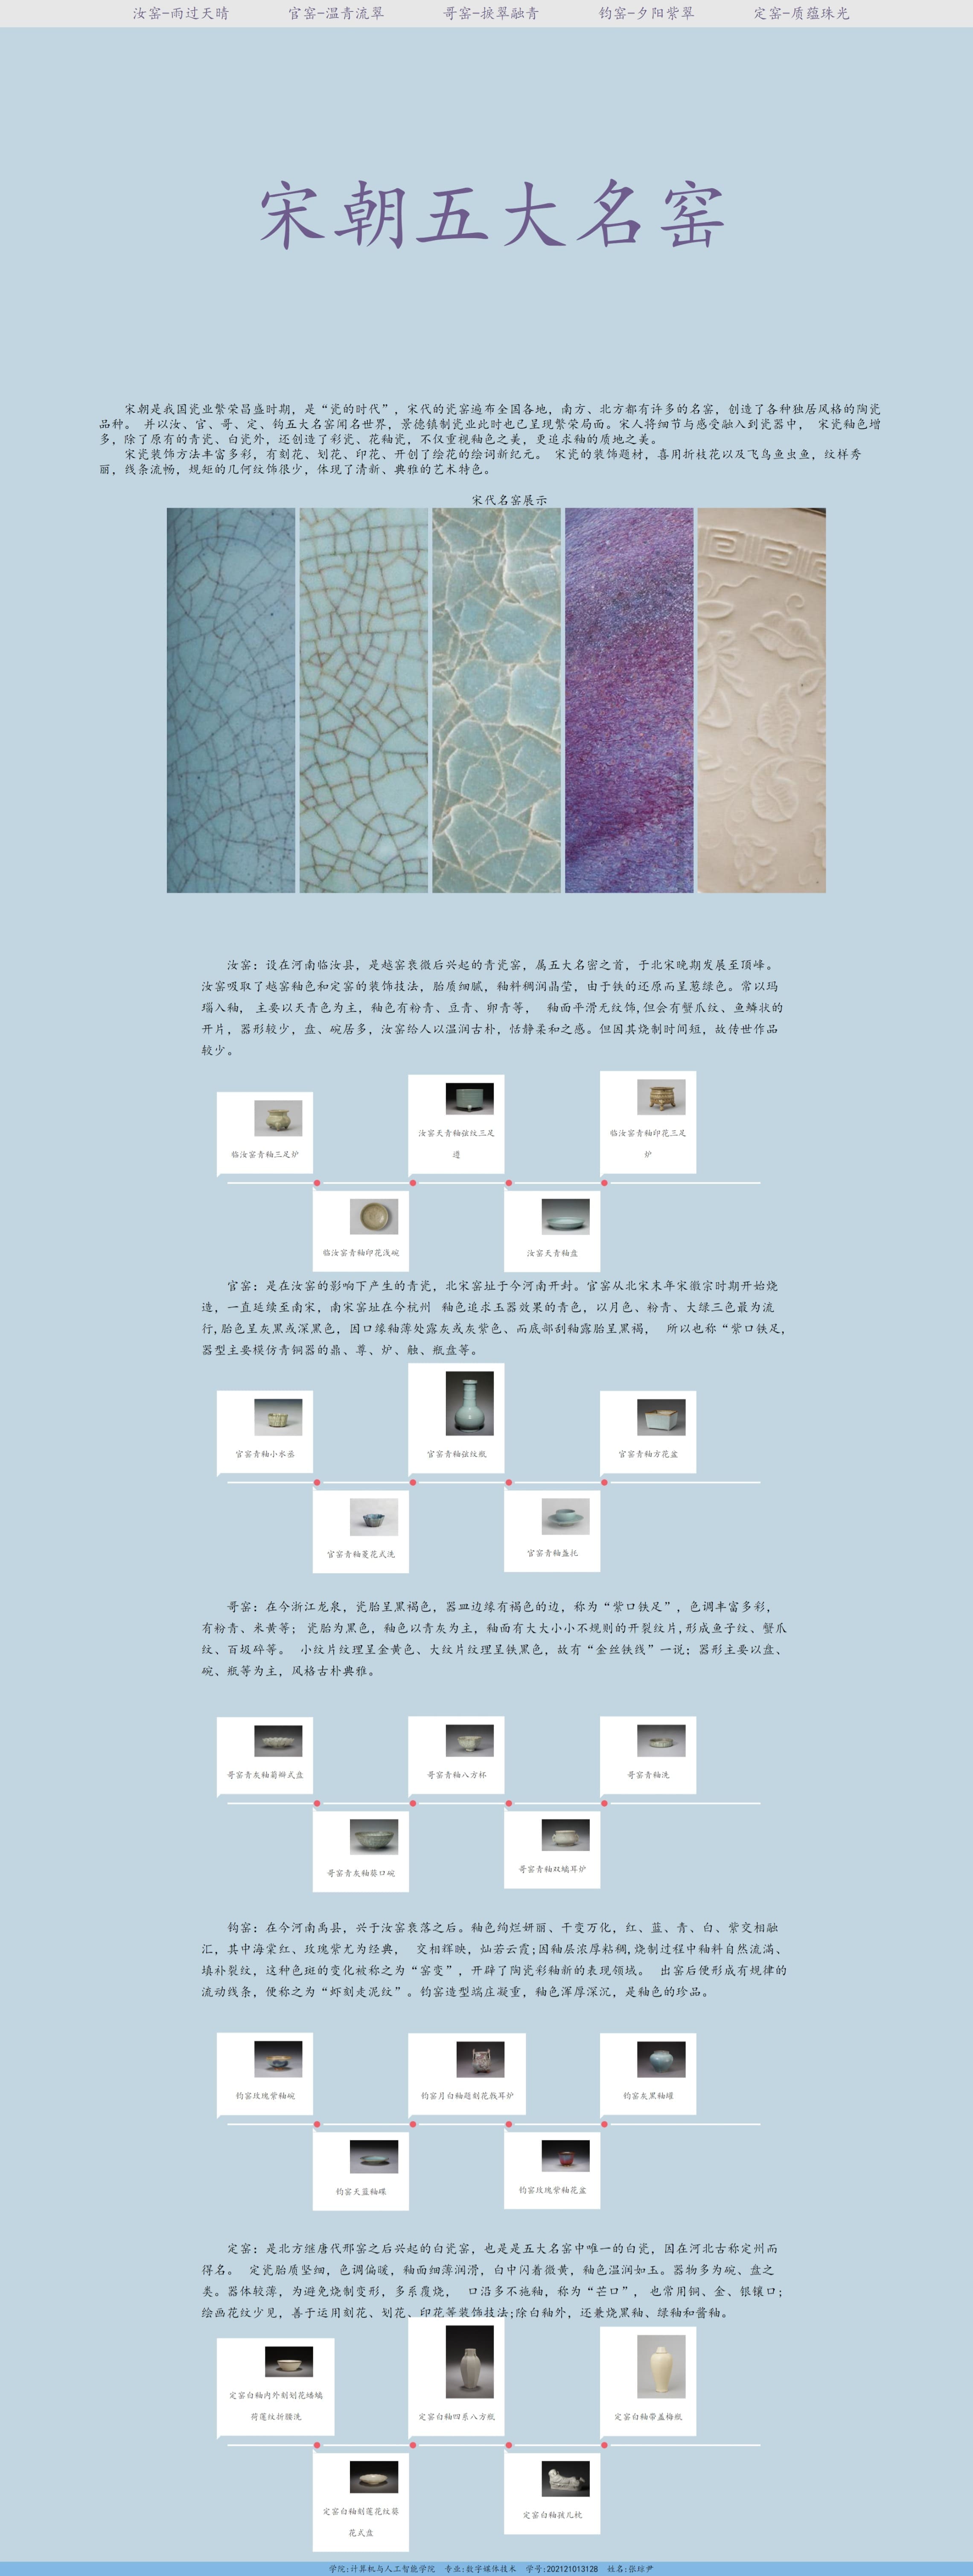 汝窑-雨过天晴 官窑-温青流翠 哥窑-捩翠融青 钧窑-夕阳紫翠 定窑-质蕴珠光
宋朝五大名窑
宋朝是我国瓷业繁荣昌盛时期，是“瓷的时代”，宋代的瓷窑遍布全国各地，南方、北方都有许多的名窑，创造了各种独居风格的陶瓷
品种。 并以汝、官、哥、定、钧五大名窑闻名世界，景德镇制瓷业此时也已呈现繁荣局面。宋人将细节与感受融入到瓷器中， 宋瓷釉色增
多，除了原有的青瓷、白瓷外，还创造了彩瓷、花釉瓷，不仅重视釉色之美，更追求釉的质地之美。
宋瓷装饰方法丰富多彩，有刻花、划花、印花、开创了绘花的绘词新纪元。 宋瓷的装饰题材，喜用折枝花以及飞鸟鱼虫鱼，纹样秀
丽，线条流畅，规矩的几何纹饰很少，体现了清新、典雅的艺术特色。
宋代名窑展示
汝窑：设在河南临汝县，是越窑衰微后兴起的青瓷窑，属五大名密之首，于北宋晚期发展至顶峰。
汝窑吸取了越窑釉色和定窑的装饰技法，胎质细腻，釉料稠润晶莹，由于铁的还原而呈葱绿色。常以玛
瑙入釉， 主要以天青色为主，釉色有粉青、豆青、卵青等， 釉面平滑无纹饰,但会有蟹爪纹、鱼鳞状的
开片，器形较少，盘、碗居多，汝窑给人以温润古朴，恬静柔和之感。但因其烧制时间短，故传世作品
较少。
临汝窑青釉三足炉
汝窑天青釉弦纹三足
遵
临汝窑青釉印花三足
炉
临汝窑青釉印花浅碗
汝窑天青釉盘
官窑：是在汝窑的影响下产生的青瓷，北宋窑址于今河南开封。官窑从北宋末年宋徽宗时期开始烧
造，一直延续至南宋，南宋窑址在今杭州 釉色追求玉器效果的青色，以月色、粉青、大绿三色最为流
行,胎色呈灰黑或深黑色，因口缘釉薄处露灰或灰紫色、而底部刮釉露胎呈黑褐， 所以也称“紫口铁足，
器型主要模仿青铜器的鼎、尊、炉、触、瓶盘等。
官窑青釉小水丞
官窑青釉弦纹瓶
官窑青釉方花盆
官窑青釉葵花式洗
官窑青釉盏托
哥窑：在今浙江龙泉，瓷胎呈黑褐色，器皿边缘有褐色的边，称为“紫口铁足”，色调丰富多彩，
有粉青、米黄等； 瓷胎为黑色，釉色以青灰为主，釉面有大大小小不规则的开裂纹片,形成鱼子纹、蟹爪
纹、百圾碎等。 小纹片纹理呈金黄色、大纹片纹理呈铁黑色，故有“金丝铁线”一说；器形主要以盘、
碗、瓶等为主，风格古朴典雅。
哥窑青灰釉菊瓣式盘
哥窑青釉八方杯
哥窑青釉洗
哥窑青灰釉葵口碗
哥窑青釉双螭耳炉
钧窑：在今河南禹县，兴于汝窑衰落之后。釉色绚烂妍丽、千变万化，红、蓝、青、白、紫交相融
汇，其中海棠红、玫瑰紫尤为经典， 交相辉映，灿若云霞;因釉层浓厚粘稠,烧制过程中釉料自然流淌、
填补裂纹，这种色斑的变化被称之为“窑变”，开辟了陶瓷彩釉新的表现领域。 出窑后便形成有规律的
流动线条，便称之为“虾刻走泥纹”。钧窑造型端庄凝重，釉色浑厚深沉，是釉色的珍品。
钧窑玫瑰紫釉碗
钧窑月白釉题刻花戟耳炉
钧窑灰黑釉罐
钧窑天蓝釉碟
钧窑玫瑰紫釉花盆
定窑：是北方继唐代邢窑之后兴起的白瓷窑，也是是五大名窑中唯一的白瓷，因在河北古称定州而
得名。 定瓷胎质坚细，色调偏暖，釉面细薄润滑，白中闪着微黄，釉色温润如玉。器物多为碗、盘之
类。器体较薄，为避免烧制变形，多系覆烧， 口沿多不施釉，称为“芒口”，也常用铜、金、银镶口;
绘画花纹少见，善于运用刻花、划花、印花等装饰技法;除白釉外，还兼烧黑釉、绿釉和酱釉。
定窑白釉内外刻划花蟠螭
荷莲纹折腰洗
定窑白釉四系八方瓶
定窑白釉带盖梅瓶
定窑白釉刻莲花纹葵
花式盘
定窑白釉孩儿枕
学院:计算机与人工智能学院 专业:数字媒体技术 学号:202121013128 姓名:张综尹